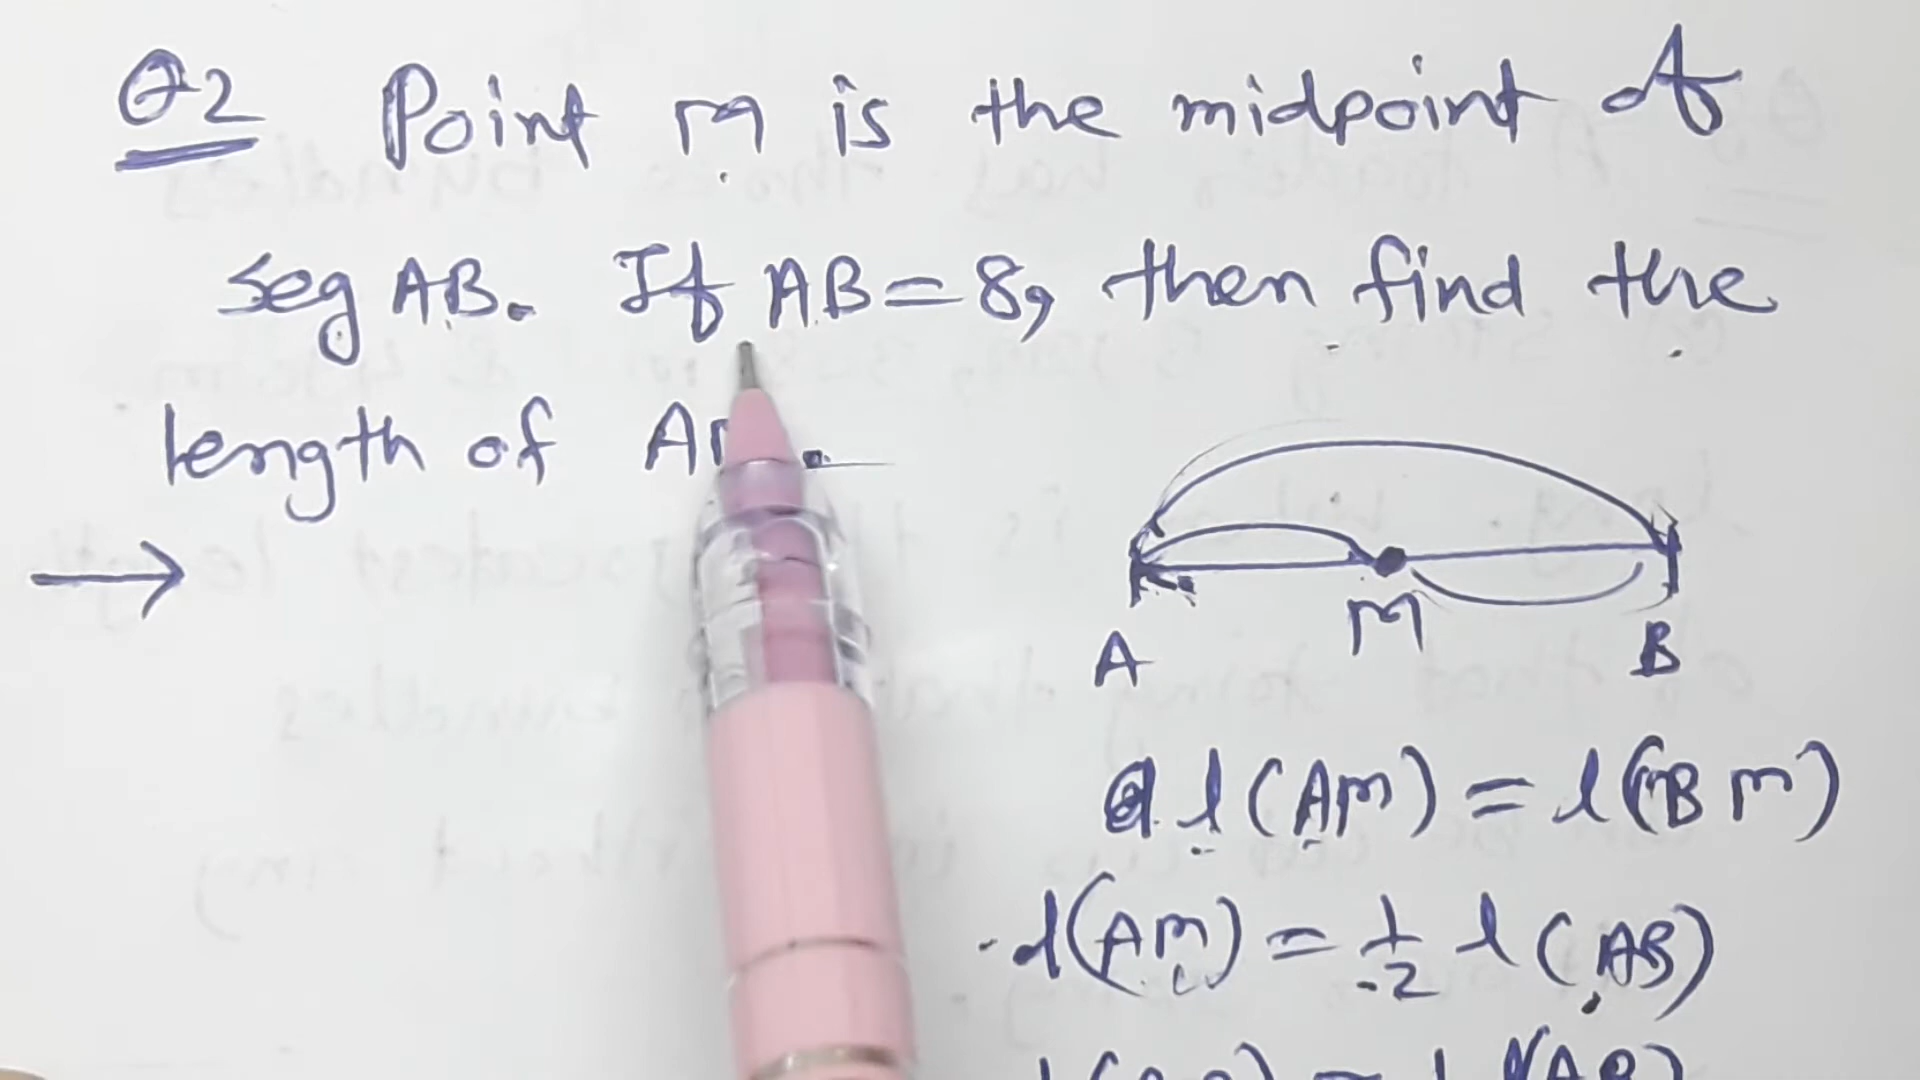 Q2 Point M is the midpoint of
seg AB. If AB = 8, then find the
length of
A M B
l(AM) = l(BM)
l(AM) = 1/2 l(AB)